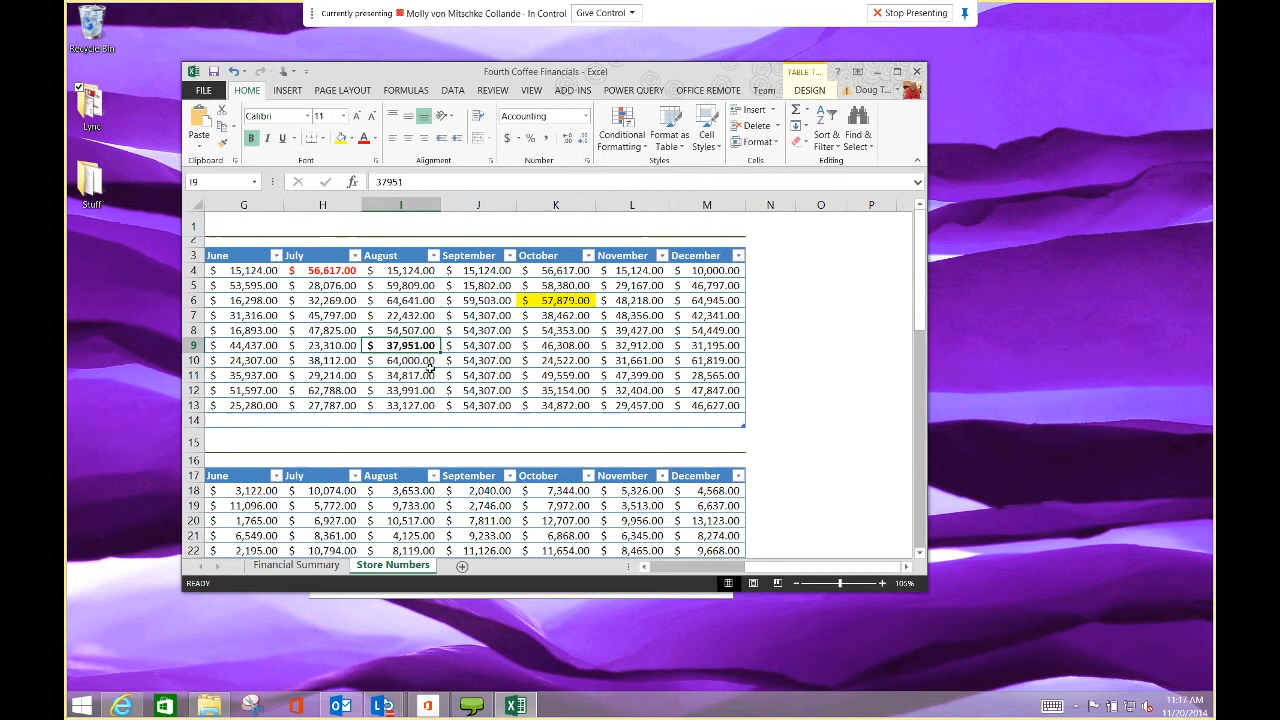 Currently presenting Molly von Mitschke Collande - In Control Give Control Stop Presenting
Recycle Bin
Lync
Stuff
Fourth Coffee Financials - Excel TABLE T... ?
FILE HOME INSERT PAGE LAYOUT FORMULAS DATA REVIEW VIEW ADD-INS POWER QUERY OFFICE REMOTE Team DESIGN Doug T...
Paste
Calibri 11
B I U A
Accounting
$ % ,
Conditional Formatting
Format as Table
Cell Styles
Insert
Delete
Format
Sort & Filter
Find & Select
Clipboard Font Alignment Number Styles Cells Editing
I9 fx 37951
G H I J K L M N O P
1
2
3 June July August September October November December
4 $ 15,124.00 $ 56,617.00 $ 15,124.00 $ 15,124.00 $ 56,617.00 $ 15,124.00 $ 10,000.00
5 $ 53,595.00 $ 28,076.00 $ 59,809.00 $ 15,802.00 $ 58,380.00 $ 29,167.00 $ 46,797.00
6 $ 16,298.00 $ 32,269.00 $ 64,641.00 $ 59,503.00 $ 57,879.00 $ 48,218.00 $ 64,945.00
7 $ 31,316.00 $ 45,797.00 $ 22,432.00 $ 54,307.00 $ 38,462.00 $ 48,356.00 $ 42,341.00
8 $ 16,893.00 $ 47,825.00 $ 54,507.00 $ 54,307.00 $ 54,353.00 $ 39,427.00 $ 54,449.00
9 $ 44,437.00 $ 23,310.00 $ 37,951.00 $ 54,307.00 $ 46,308.00 $ 32,912.00 $ 31,195.00
10 $ 24,307.00 $ 38,112.00 $ 64,000.00 $ 54,307.00 $ 24,522.00 $ 31,661.00 $ 61,819.00
11 $ 35,937.00 $ 29,214.00 $ 34,817.00 $ 54,307.00 $ 49,559.00 $ 47,399.00 $ 28,565.00
12 $ 51,597.00 $ 62,788.00 $ 33,991.00 $ 54,307.00 $ 35,154.00 $ 32,404.00 $ 47,847.00
13 $ 25,280.00 $ 27,787.00 $ 33,127.00 $ 54,307.00 $ 34,872.00 $ 29,457.00 $ 46,627.00
14
15
16
17 June July August September October November December
18 $ 3,122.00 $ 10,074.00 $ 3,653.00 $ 2,040.00 $ 7,344.00 $ 5,326.00 $ 4,568.00
19 $ 11,096.00 $ 5,772.00 $ 9,733.00 $ 2,746.00 $ 7,972.00 $ 3,513.00 $ 6,637.00
20 $ 1,765.00 $ 6,927.00 $ 10,517.00 $ 7,811.00 $ 12,707.00 $ 9,956.00 $ 13,123.00
21 $ 6,549.00 $ 8,361.00 $ 4,125.00 $ 9,233.00 $ 6,868.00 $ 6,345.00 $ 8,274.00
22 $ 2,195.00 $ 10,794.00 $ 8,119.00 $ 11,126.00 $ 11,654.00 $ 8,465.00 $ 9,668.00
Financial Summary Store Numbers
READY 105%
11:17 AM
11/20/2014